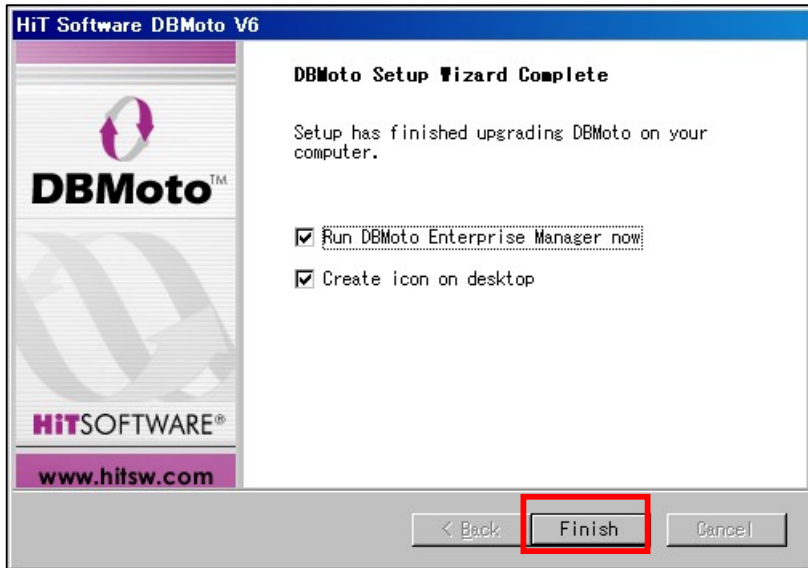 HiT Software DBMoto V6
DBMoto™
HiTSOFTWARE®
www.hitsw.com
DBMoto Setup Wizard Complete
Setup has finished upgrading DBMoto on your
computer.
Run DBMoto Enterprise Manager now
Create icon on desktop
< Back
Finish
Cancel